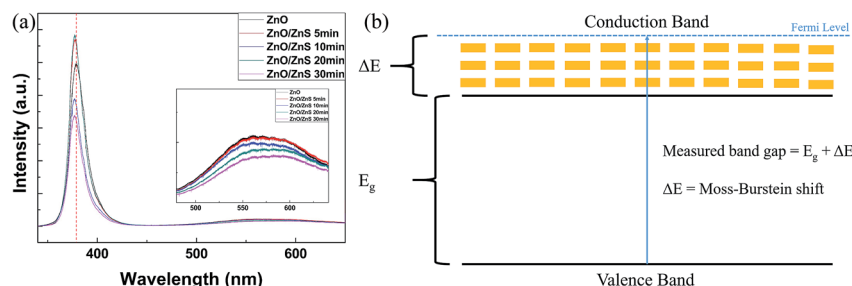 (a)
ZnO
ZnO/ZnS 5min
ZnO/ZnS 10min
ZnO/ZnS 20min
ZnO/ZnS 30min
Intensity (a.u.)
ZnO
ZnO/ZnS 5min
ZnO/ZnS 10min
ZnO/ZnS 20min
ZnO/ZnS 30min
500
550
600
400
500
600
Wavelength (nm)
(b)
Conduction Band
Fermi Level
ΔE
Eg
Measured band gap = Eg + ΔE
ΔE = Moss-Burstein shift
Valence Band